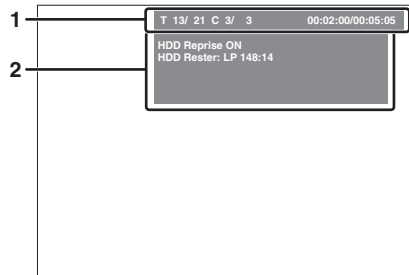 1
T 13/ 21 C 3/ 3 00:02:00/00:05:05
HDD Reprise ON
HDD Rester: LP 148:14
2